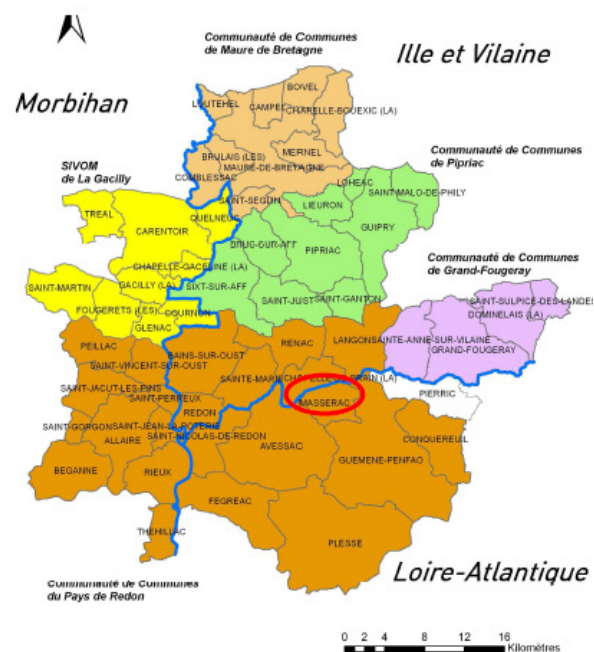 Communauté de Communes
de Maure de Bretagne
Ille et Vilaine
Morbihan
BOVEL
LOUTEHEL
CAMPEL
CHAPELLE-BOUEXIC (LA)
Communauté de Communes
de Pipriac
SIVOM
de La Gacilly
BRULAIS (LES)
MERNEL
MAURE-DE-BRETAGNE
COMBLESSAC
LOHEAC
SAINT-MALO-DE-PHILY
SAINT-SEGLIN
LIEURON
TREAL
QUELNEUC
CARENTOIR
GUIPRY
BRUC-SUR-AFF
PIPRIAC
Communauté de Communes
de Grand-Fougeray
CHAPELLE-GACELINE (LA)
SAINT-MARTIN
GACILLY (LA)
SIXT-SUR-AFF
SAINT-JUST
SAINT-GANTON
SAINT-SULPICE-DES-LANDES
FOUGERETS (LES)
COURNON
DOMINELAIS (LA)
GLENAC
PEILLAC
BAINS-SUR-OUST
RENAC
LANGON
SAINTE-ANNE-SUR-VILAINE
GRAND-FOUGERAY
SAINT-VINCENT-SUR-OUST
SAINTE-MARIE
BRAIN (LA)
SAINT-JACUT-LES-PINS
SAINT-PERREUX
PIERRIC
REDON
MASSERAC
SAINT-GORGON
SAINT-JEAN-LA-POTERIE
SAINT-NICOLAS-DE-REDON
ALLAIRE
AVESSAC
CONQUEREUIL
GUEMENE-PENFAO
BEGANNE
RIEUX
FEGREAC
PLESSE
THEHILLAC
Loire-Atlantique
Communauté de Communes
du Pays de Redon
0 2 4 8 12 16
Kilomètres